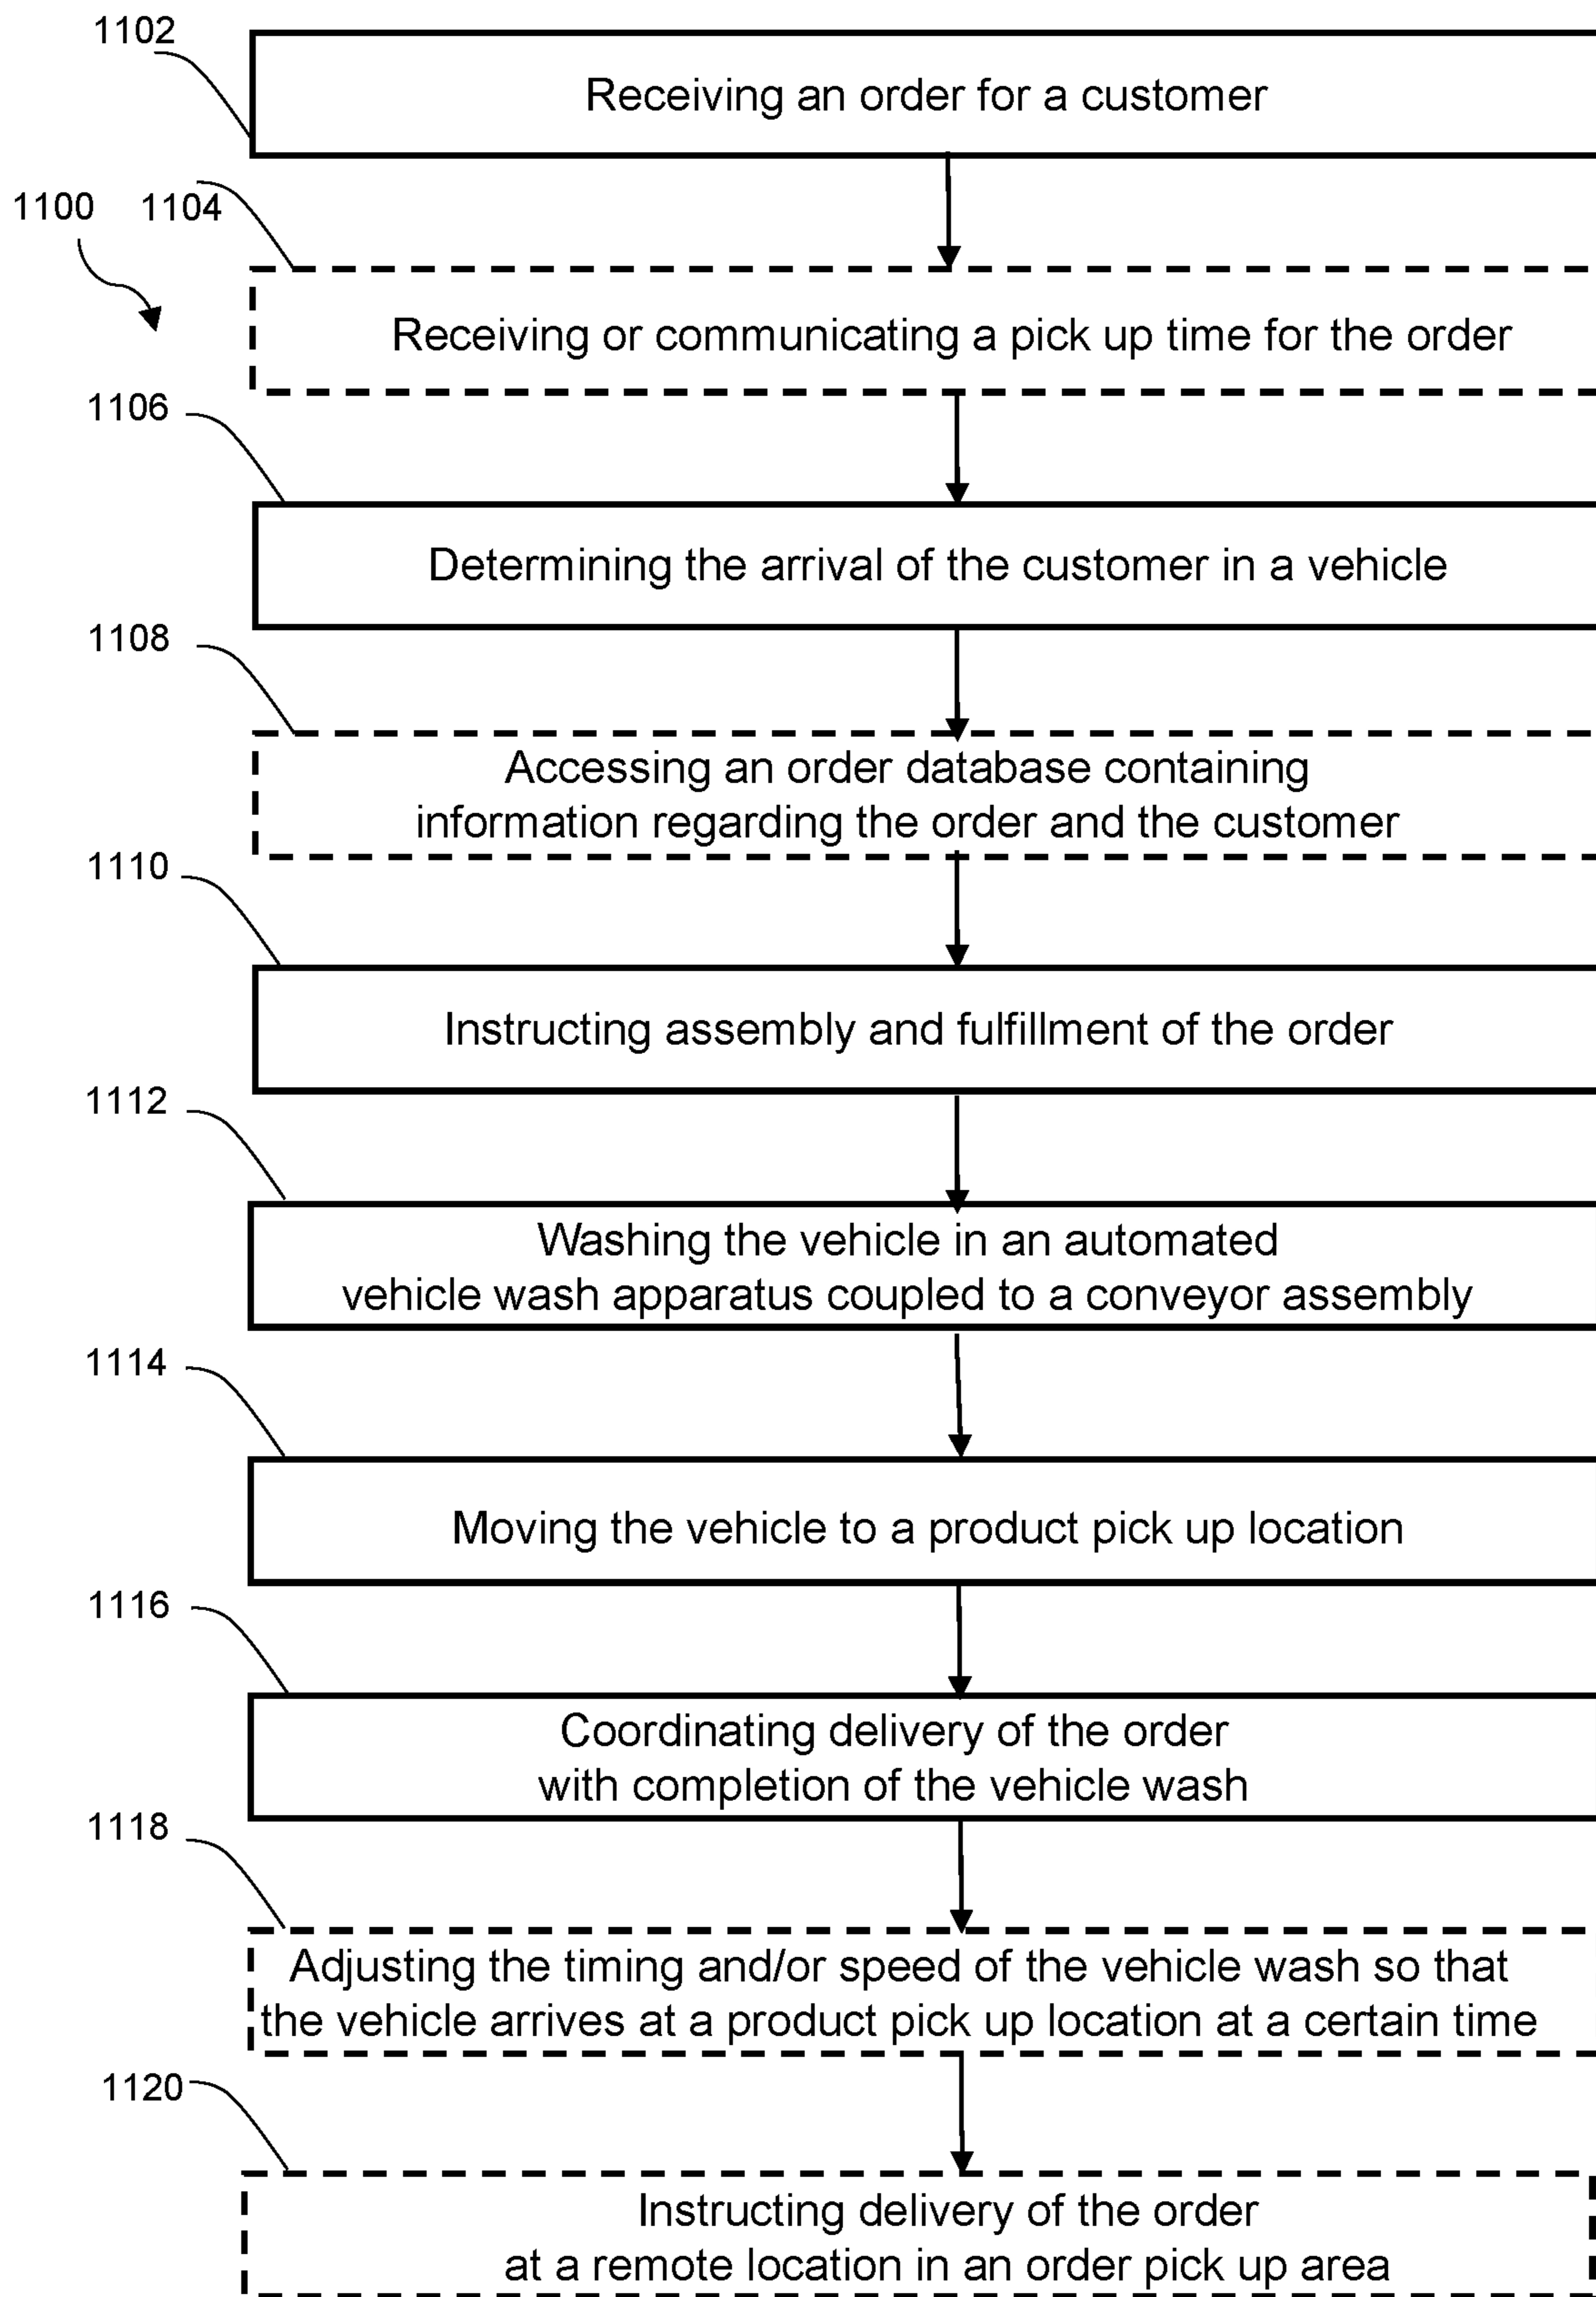 1102
Receiving an order for a customer
1100
1104
Receiving or communicating a pick up time for the order
1106
Determining the arrival of the customer in a vehicle
1108
Accessing an order database containing
information regarding the order and the customer
1110
Instructing assembly and fulfillment of the order
1112
Washing the vehicle in an automated
vehicle wash apparatus coupled to a conveyor assembly
1114
Moving the vehicle to a product pick up location
1116
Coordinating delivery of the order
with completion of the vehicle wash
1118
Adjusting the timing and/or speed of the vehicle wash so that
the vehicle arrives at a product pick up location at a certain time
1120
Instructing delivery of the order
at a remote location in an order pick up area